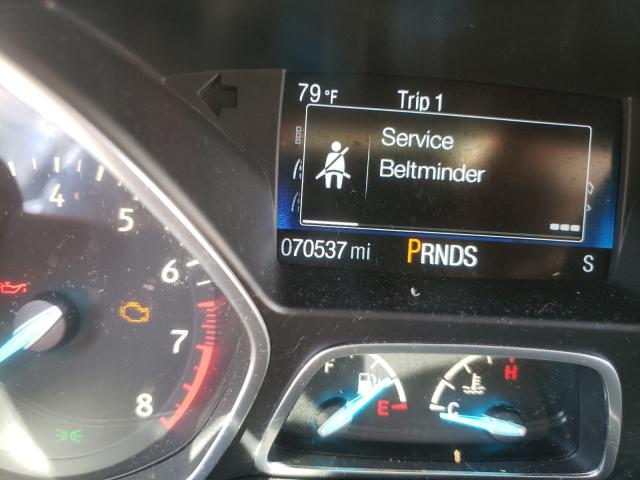 79°F Trip 1
Service
Beltminder
070537 mi PRNDS S
4
5
6
7
8
F
E
H
C